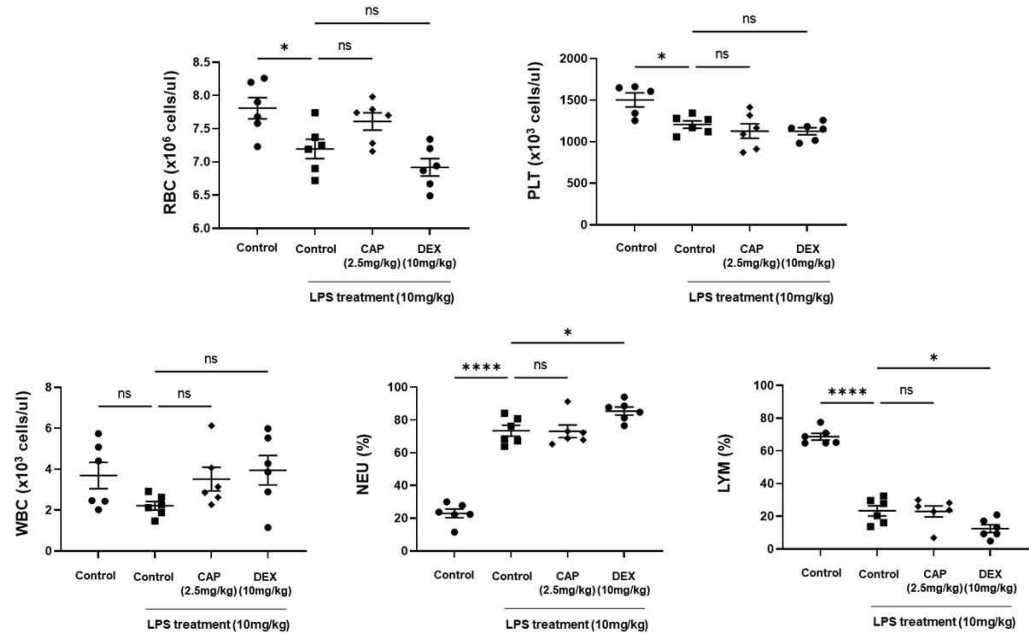 ns
* ns
RBC (x10⁶ cells/ul)
8.5
8.0
7.5
7.0
6.5
6.0
Control Control CAP (2.5mg/kg) DEX (10mg/kg)
LPS treatment (10mg/kg)
ns
* ns
PLT (x10³ cells/ul)
2000
1500
1000
500
0
Control Control CAP (2.5mg/kg) DEX (10mg/kg)
LPS treatment (10mg/kg)
ns
ns ns
WBC (x10³ cells/ul)
8
6
4
2
0
Control Control CAP (2.5mg/kg) DEX (10mg/kg)
LPS treatment (10mg/kg)
*
**** ns
NEU (%)
100
80
60
40
20
0
Control Control CAP (2.5mg/kg) DEX (10mg/kg)
LPS treatment (10mg/kg)
*
**** ns
LYM (%)
100
80
60
40
20
0
Control Control CAP (2.5mg/kg) DEX (10mg/kg)
LPS treatment (10mg/kg)